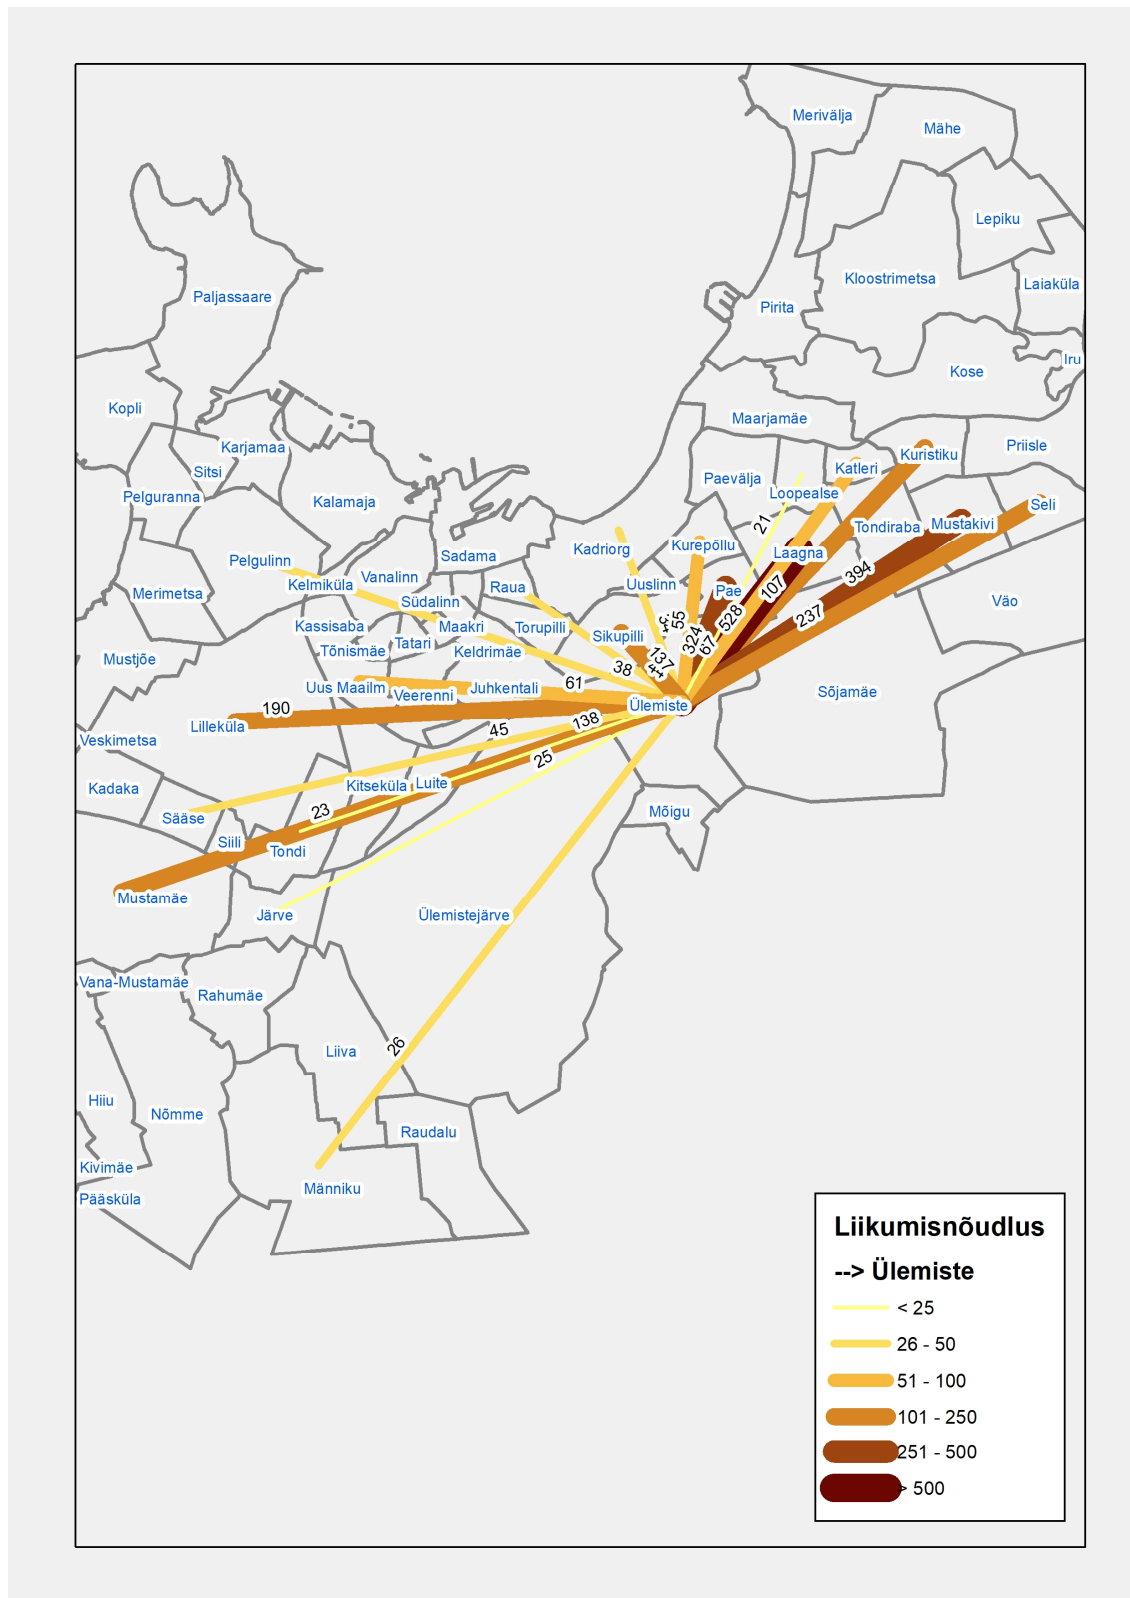 Merivälja
Mähe
Lepiku
Kloostrimetsa
Laiaküla
Paljassaare
Pirita
Iru
Kose
Kopli
Maarjamäe
Karjamaa
Priisle
Kuristiku
Sitsi
Katleri
Paevälja
Pelguranna
Loopealse
Kalamaja
Seli
21
Mustakivi
Tondiraba
Kurepõllu
Kadriorg
Laagna
Sadama
Pelgulinn
394
Vanalinn
Kelmiküla
Uuslinn
107
Raua
Pae
Merimetsa
Väo
Südalinn
237
528
55
Kassisaba
Maakri
Torupilli
Sikupilli
324
67
Tatari
Tõnismäe
Keldrimäe
137
Mustjõe
38
61
Uus Maailm
Juhkentali
Veerenni
Sõjamäe
Ülemiste
190
138
Lilleküla
45
Veskimetsa
25
Kitseküla
Luite
Kadaka
23
Mõigu
Sääse
Siili
Tondi
Mustamäe
Järve
Ülemistejärve
Vana-Mustamäe
Rahumäe
26
Liiva
Hiiu
Nõmme
Raudalu
Kivimäe
Männiku
Pääsküla
Liikumisnõudlus
--> Ülemiste
< 25
26 - 50
51 - 100
101 - 250
251 - 500
> 500